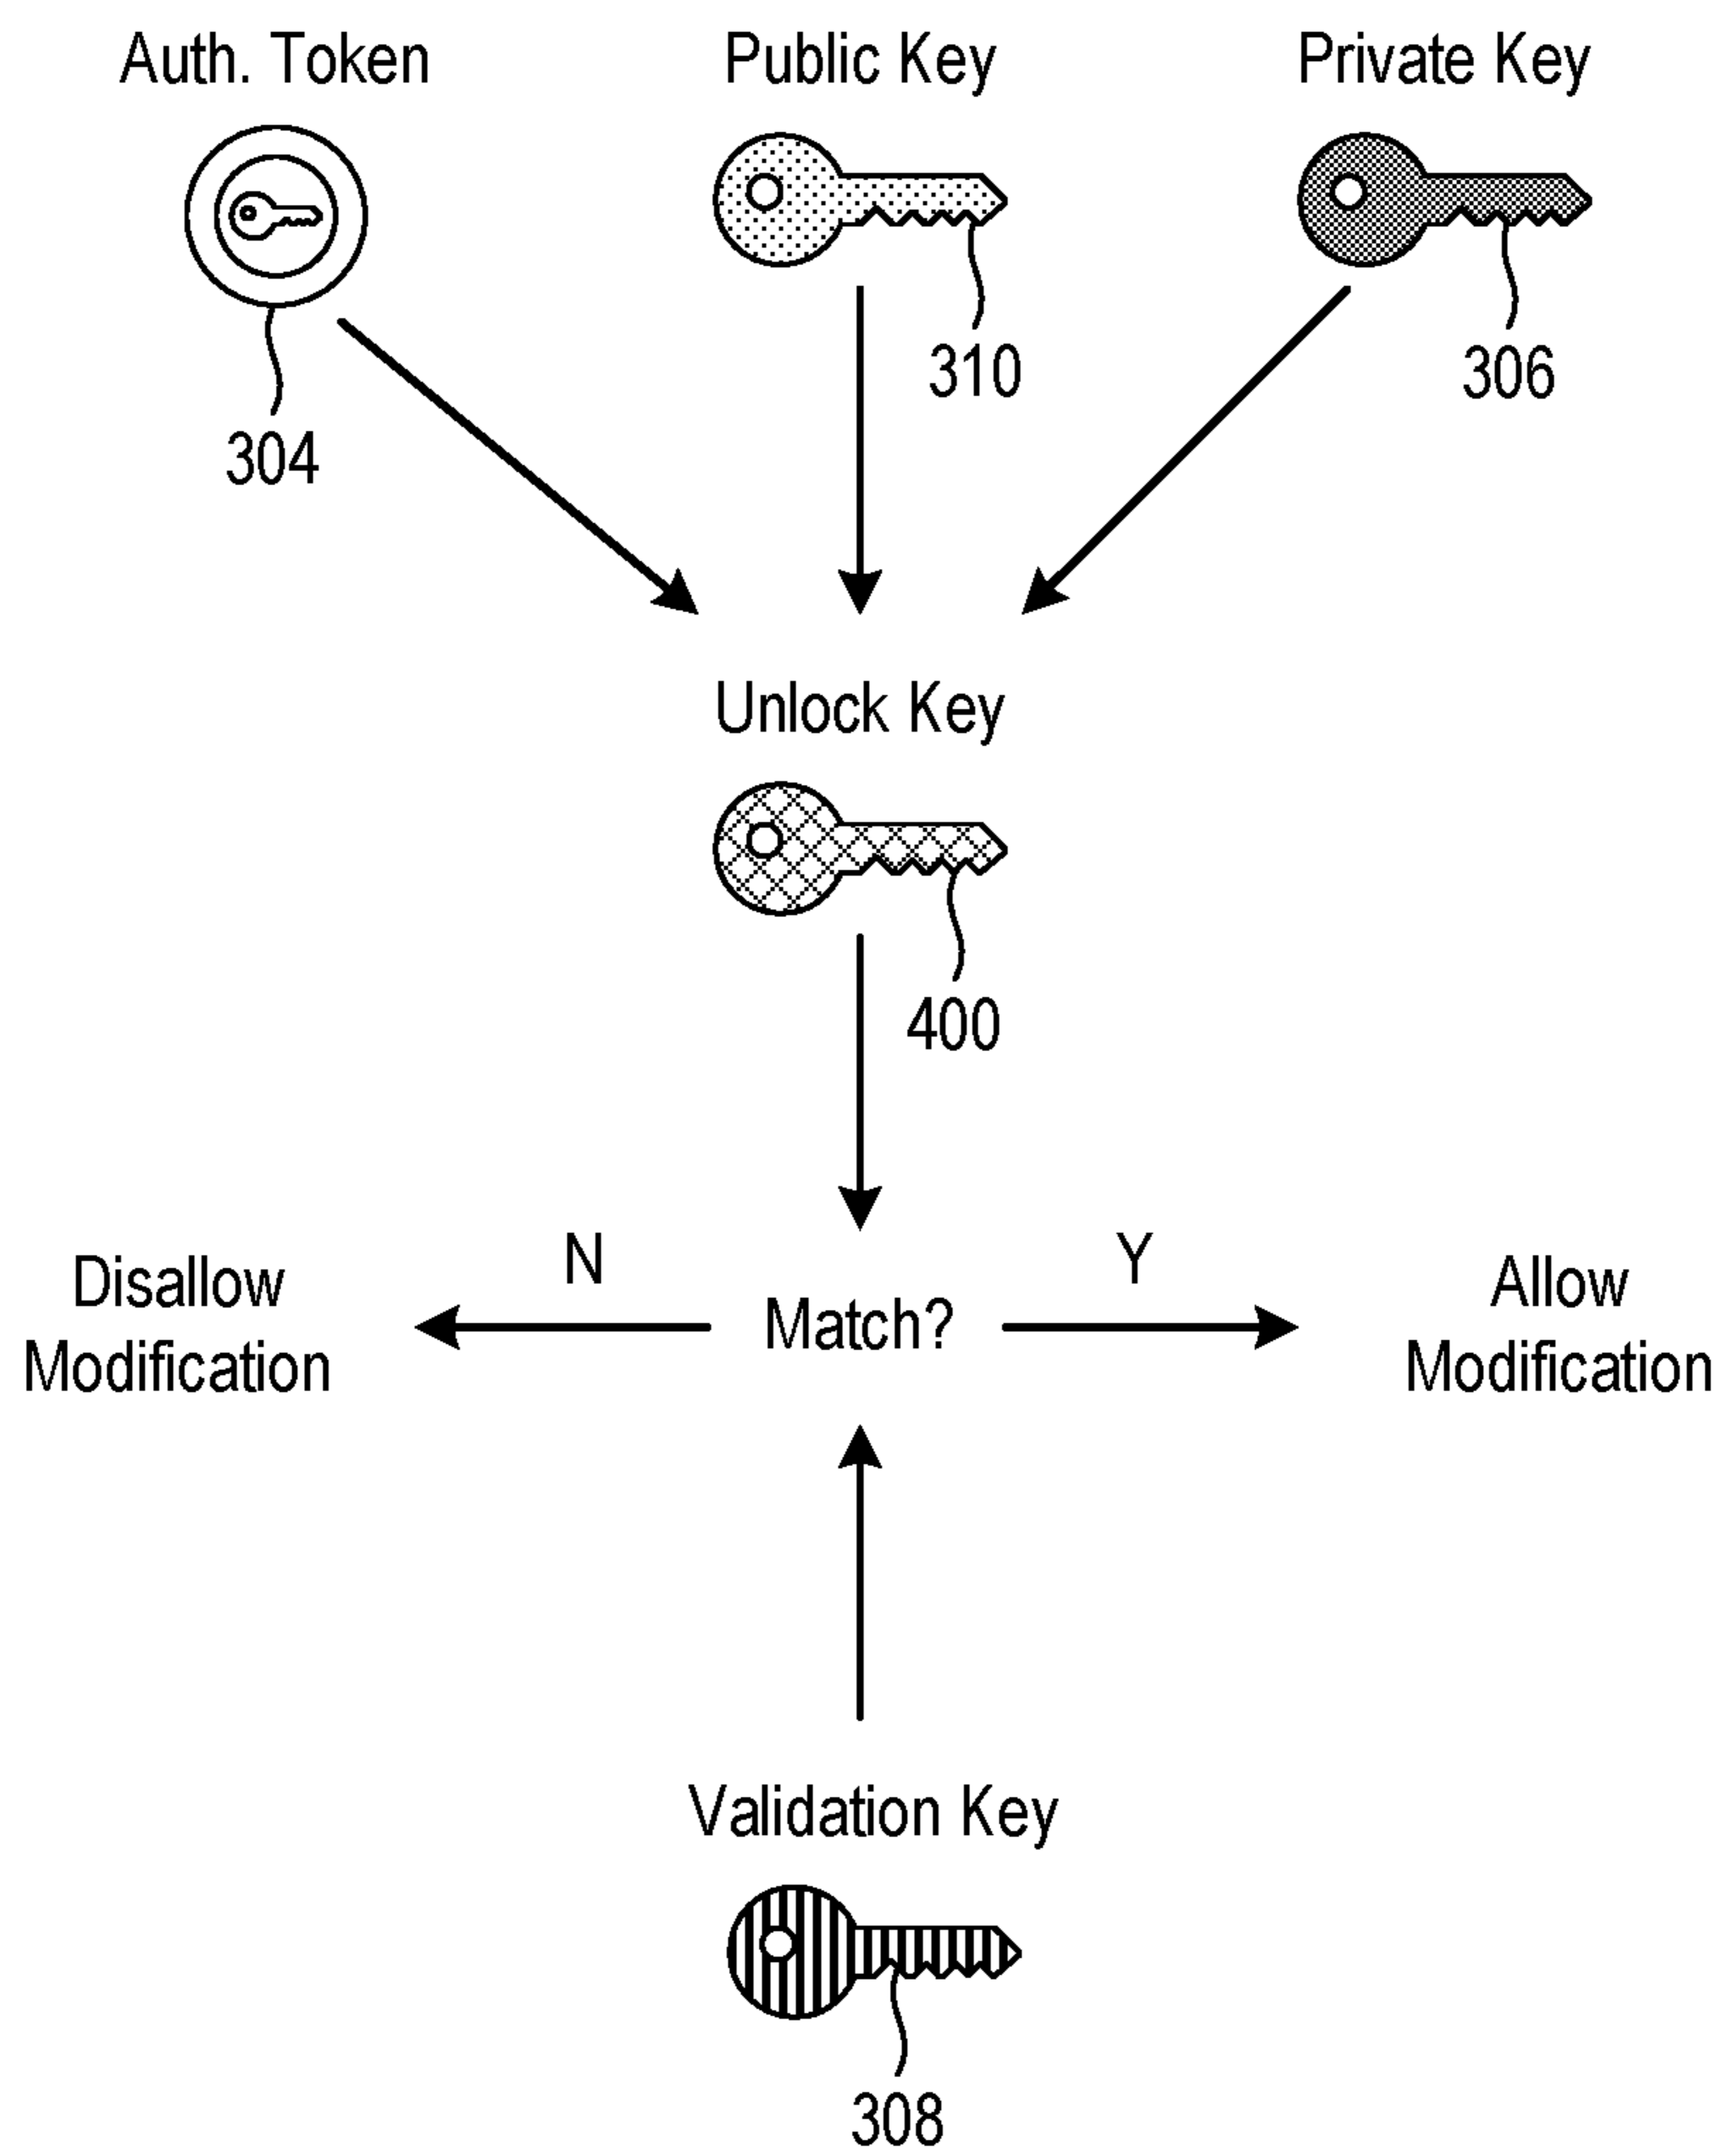 Auth. Token
Public Key
Private Key
310
306
304
Unlock Key
400
N
Y
Disallow
Modification
Match?
Allow
Modification
Validation Key
308